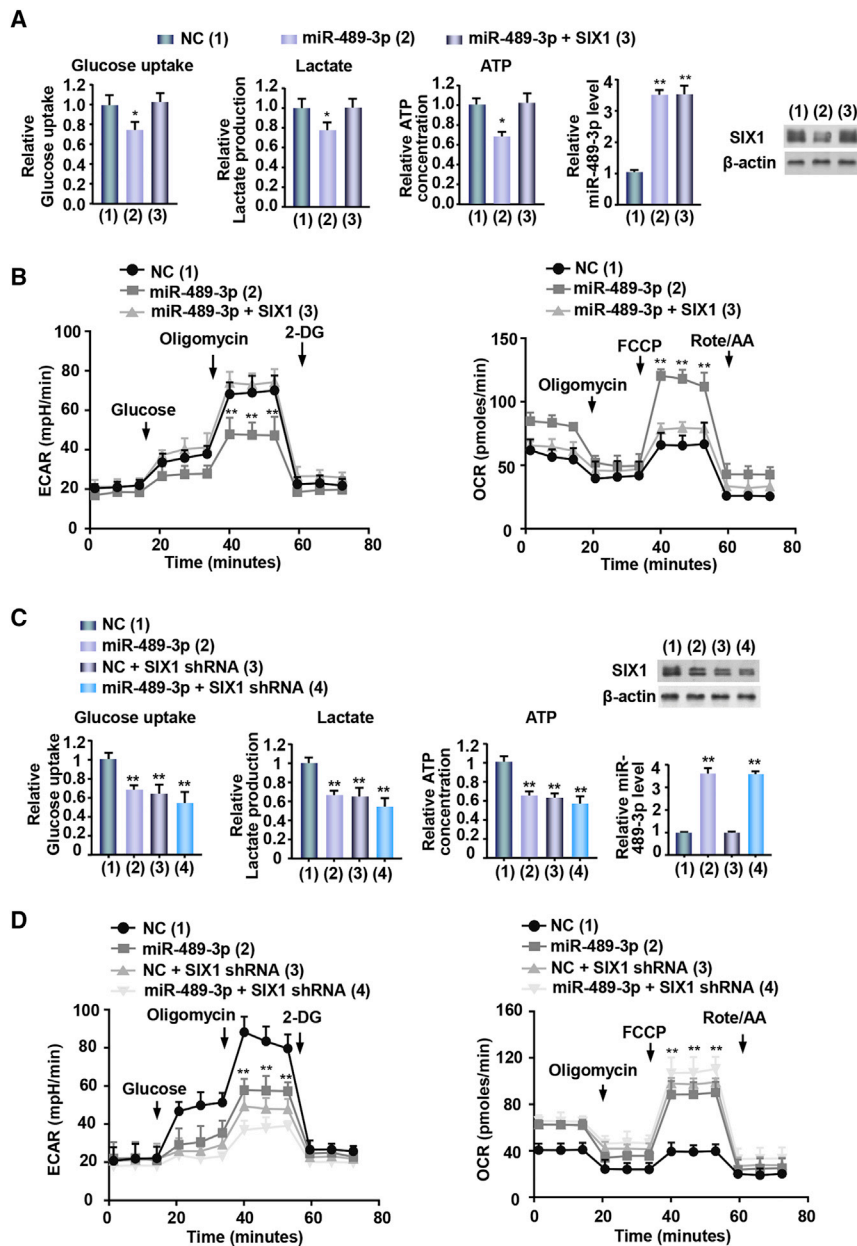 A
NC (1) miR-489-3p (2) miR-489-3p + SIX1 (3)
Glucose uptake Lactate ATP
Relative
Glucose uptake
1.2
1.0
0.8
0.6
0.4
0.2
0
*
(1) (2) (3)
Relative
Lactate production
1.2
1.0
0.8
0.6
0.4
0.2
0
*
(1) (2) (3)
Relative ATP
concentration
1.2
1.0
0.8
0.6
0.4
0.2
0
*
(1) (2) (3)
Relative
miR-489-3p level
4
3
2
1
0
** **
(1) (2) (3)
(1) (2) (3)
SIX1
β-actin
B
NC (1)
miR-489-3p (2)
miR-489-3p + SIX1 (3)
Oligomycin 2-DG
Glucose
ECAR (mpH/min)
100
80
60
40
20
0
** ** **
0 20 40 60 80
Time (minutes)
NC (1)
miR-489-3p (2)
miR-489-3p + SIX1 (3)
FCCP Rote/AA
Oligomycin
OCR (pmoles/min)
150
100
50
0
** ** **
0 20 40 60 80
Time (minutes)
C
NC (1)
miR-489-3p (2)
NC + SIX1 shRNA (3)
miR-489-3p + SIX1 shRNA (4)
(1) (2) (3) (4)
SIX1
β-actin
Glucose uptake Lactate ATP
Relative
Glucose uptake
1.2
1
0.8
0.6
0.4
0.2
0
** ** **
(1) (2) (3) (4)
Relative
Lactate production
1.2
1
0.8
0.6
0.4
0.2
0
** ** **
(1) (2) (3) (4)
Relative ATP
concentration
1.2
1
0.8
0.6
0.4
0.2
0
** ** **
(1) (2) (3) (4)
Relative miR-
489-3p level
4
3
2
1
0
** **
(1) (2) (3) (4)
D
NC (1)
miR-489-3p (2)
NC + SIX1 shRNA (3)
miR-489-3p + SIX1 shRNA (4)
Oligomycin 2-DG
Glucose
ECAR (mpH/min)
100
80
60
40
20
0
** ** **
0 20 40 60 80
Time (minutes)
NC (1)
miR-489-3p (2)
NC + SIX1 shRNA (3)
miR-489-3p + SIX1 shRNA (4)
FCCP Rote/AA
Oligomycin
OCR (pmoles/min)
160
120
80
40
0
** ** **
0 20 40 60 80
Time (minutes)